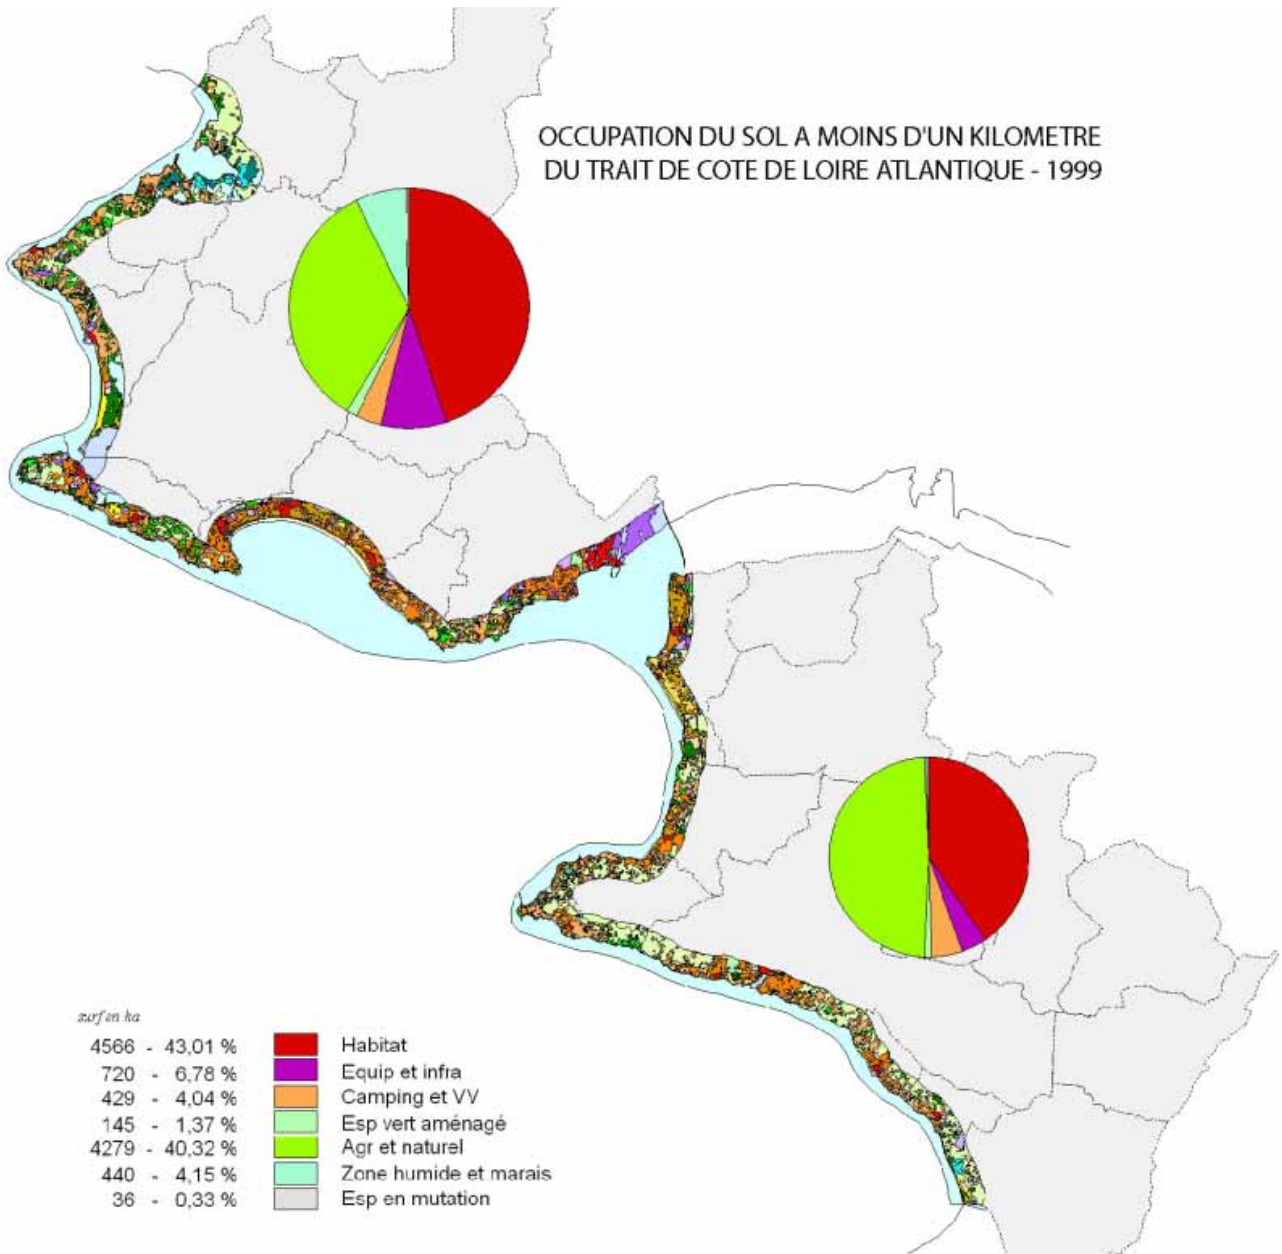 OCCUPATION DU SOL A MOINS D'UN KILOMETRE
DU TRAIT DE COTE DE LOIRE ATLANTIQUE - 1999
surf en ha
4566 - 43,01 % Habitat
720 - 6,78 % Equip et infra
429 - 4,04 % Camping et VV
145 - 1,37 % Esp vert aménagé
4279 - 40,32 % Agr et naturel
440 - 4,15 % Zone humide et marais
36 - 0,33 % Esp en mutation